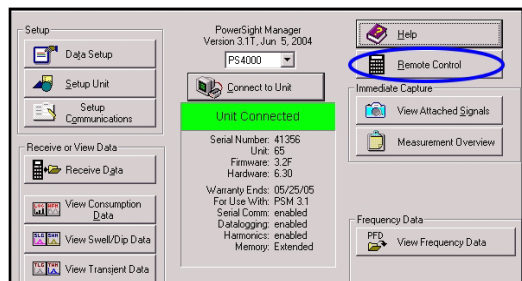 Setup
Data Setup
Setup Unit
Setup
Communications
Receive or View Data
Receive Data
View Consumption
Data
View Swell/Dip Data
View Transient Data
PowerSight Manager
Version 3.1T, Jun 5, 2004
PS4000
Connect to Unit
Unit Connected
Serial Number: 41356
Unit: 65
Firmware: 3.2F
Hardware: 6.30
Warranty Ends: 05/25/05
For Use With: PSM 3.1
Serial Comm: enabled
Datalogging: enabled
Harmonics: enabled
Memory: Extended
Help
Remote Control
Immediate Capture
View Attached Signals
Measurement Overview
Frequency Data
PFD
View Frequency Data